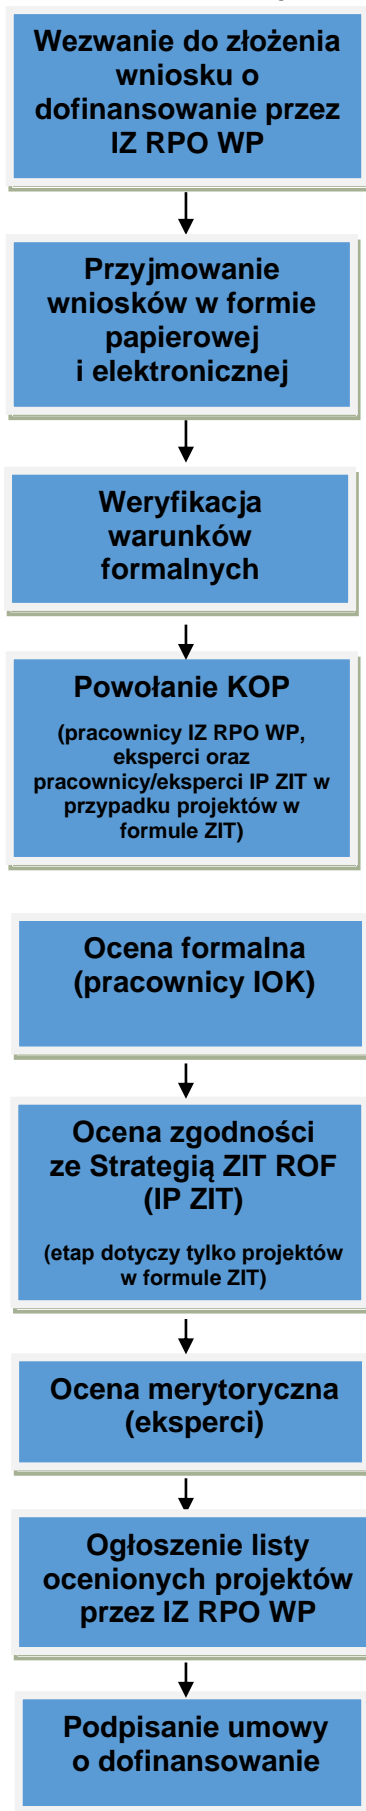 Wezwanie do złożenia
wniosku o
dofinansowanie przez
IZ RPO WP
Przyjmowanie
wniosków w formie
papierowej
i elektronicznej
Weryfikacja
warunków
formalnych
Powołanie KOP
(pracownicy IZ RPO WP,
eksperci oraz
pracownicy/eksperci IP ZIT w
przypadku projektów w
formule ZIT)
Ocena formalna
(pracownicy IOK)
Ocena zgodności
ze Strategią ZIT ROF
(IP ZIT)
(etap dotyczy tylko projektów
w formule ZIT)
Ocena merytoryczna
(eksperci)
Ogłoszenie listy
ocenionych projektów
przez IZ RPO WP
Podpisanie umowy
o dofinansowanie